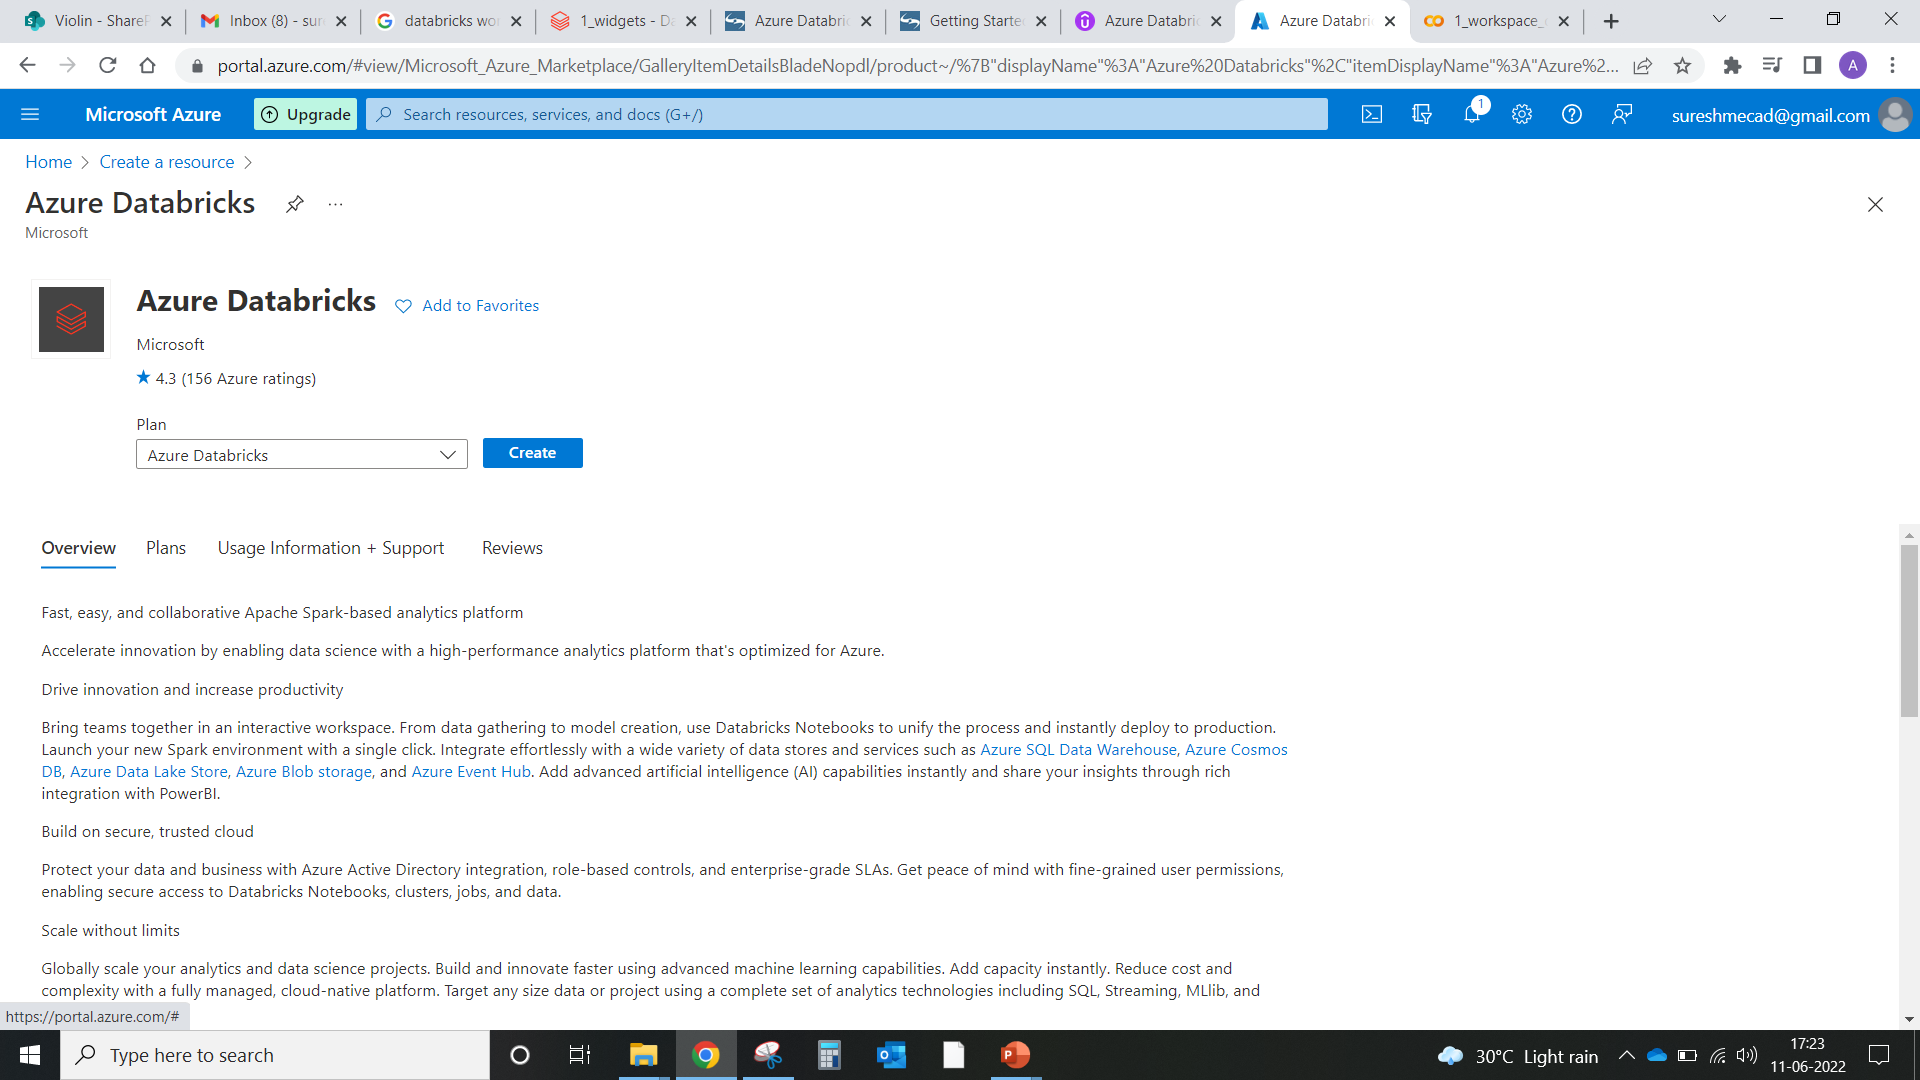 Violin - ShareP
Inbox (8) - sur
databricks wo
1_widgets - Da
Azure Databric
Getting Starte
Azure Databric
Azure Databri
1_workspace_
portal.azure.com/#view/Microsoft_Azure_Marketplace/GalleryItemDetailsBladeNopdl/product~/%7B"displayName"%3A"Azure%20Databricks"%2C"itemDisplayName"%3A"Azure%2...
A
Microsoft Azure
Upgrade
Search resources, services, and docs (G+/)
1
sureshmecad@gmail.com
Home > Create a resource >
Azure Databricks
...
Microsoft
Azure Databricks
Add to Favorites
Microsoft
4.3 (156 Azure ratings)
Plan
Azure Databricks
Create
Overview Plans Usage Information + Support Reviews
Fast, easy, and collaborative Apache Spark-based analytics platform
Accelerate innovation by enabling data science with a high-performance analytics platform that's optimized for Azure.
Drive innovation and increase productivity
Bring teams together in an interactive workspace. From data gathering to model creation, use Databricks Notebooks to unify the process and instantly deploy to production.
Launch your new Spark environment with a single click. Integrate effortlessly with a wide variety of data stores and services such as Azure SQL Data Warehouse, Azure Cosmos
DB, Azure Data Lake Store, Azure Blob storage, and Azure Event Hub. Add advanced artificial intelligence (AI) capabilities instantly and share your insights through rich
integration with PowerBI.
Build on secure, trusted cloud
Protect your data and business with Azure Active Directory integration, role-based controls, and enterprise-grade SLAs. Get peace of mind with fine-grained user permissions,
enabling secure access to Databricks Notebooks, clusters, jobs, and data.
Scale without limits
Globally scale your analytics and data science projects. Build and innovate faster using advanced machine learning capabilities. Add capacity instantly. Reduce cost and
complexity with a fully managed, cloud-native platform. Target any size data or project using a complete set of analytics technologies including SQL, Streaming, MLlib, and
https://portal.azure.com/#
Type here to search
30°C Light rain
17:23
11-06-2022